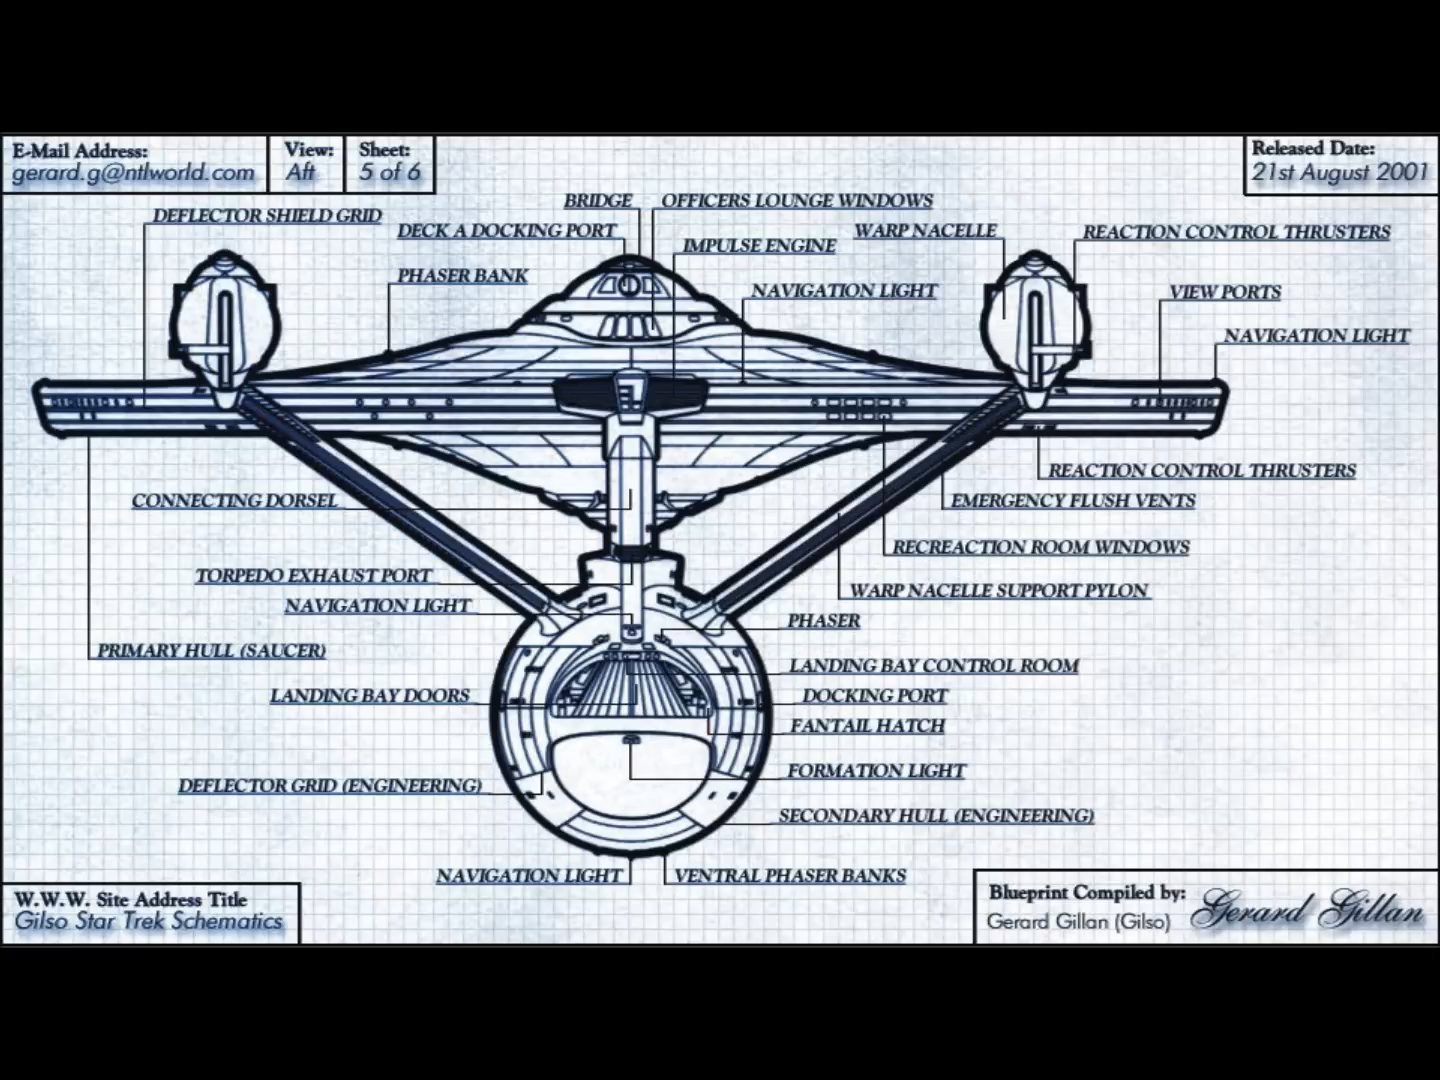 E-Mail Address:
gerard.g@ntlworld.com
View:
Aft
Sheet:
5 of 6
Released Date:
21st August 2001
BRIDGE
OFFICERS LOUNGE WINDOWS
DEFLECTOR SHIELD GRID
DECK A DOCKING PORT
WARP NACELLE
REACTION CONTROL THRUSTERS
IMPULSE ENGINE
PHASER BANK
NAVIGATION LIGHT
VIEW PORTS
NAVIGATION LIGHT
REACTION CONTROL THRUSTERS
CONNECTING DORSEL
EMERGENCY FLUSH VENTS
RECREACTION ROOM WINDOWS
TORPEDO EXHAUST PORT
WARP NACELLE SUPPORT PYLON
NAVIGATION LIGHT
PHASER
PRIMARY HULL (SAUCER)
LANDING BAY CONTROL ROOM
LANDING BAY DOORS
DOCKING PORT
FANTAIL HATCH
FORMATION LIGHT
DEFLECTOR GRID (ENGINEERING)
SECONDARY HULL (ENGINEERING)
NAVIGATION LIGHT
VENTRAL PHASER BANKS
W.W.W. Site Address Title
Gilso Star Trek Schematics
Blueprint Compiled by:
Gerard Gillan (Gilso)
Gerard Gillan